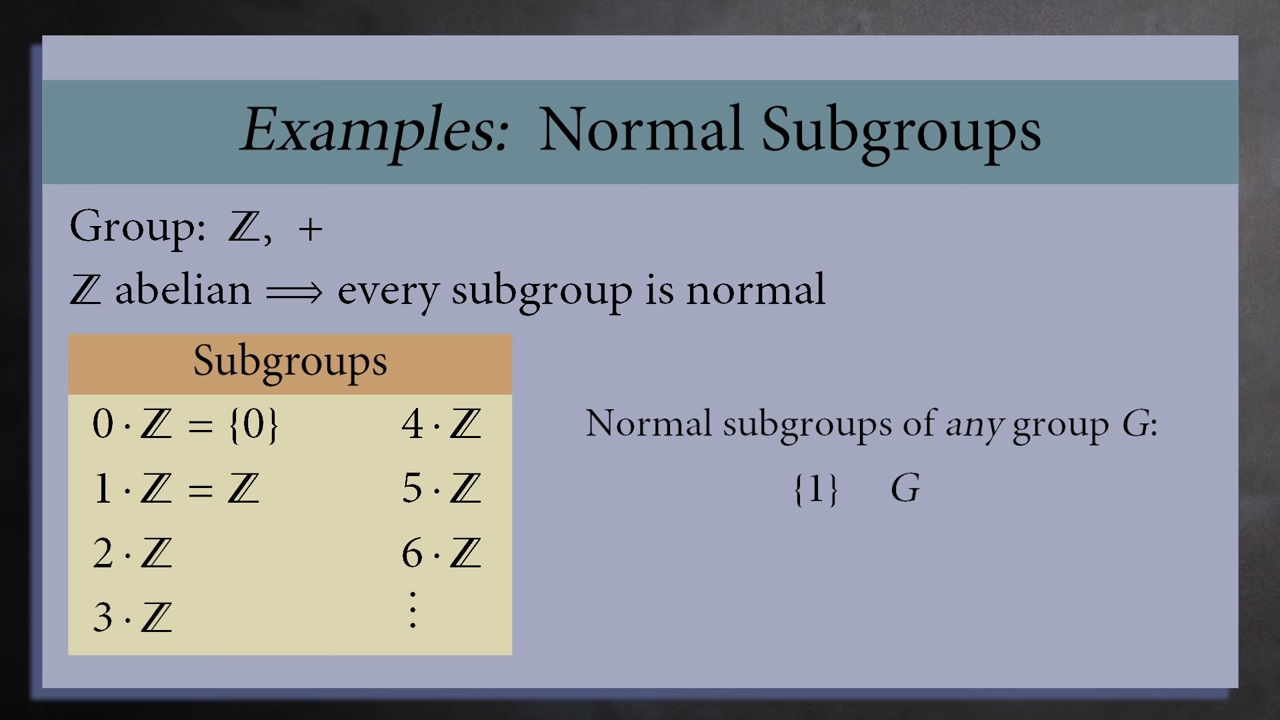 Examples: Normal Subgroups
Group: ℤ, +
ℤ abelian ⟹ every subgroup is normal
Subgroups
0 · ℤ = {0}
1 · ℤ = ℤ
2 · ℤ
3 · ℤ
4 · ℤ
5 · ℤ
6 · ℤ
⋮
Normal subgroups of any group G:
{1} G